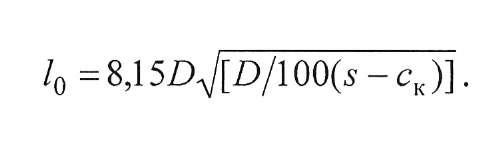 l₀ = 8,15D√[D/100(s − cк)].